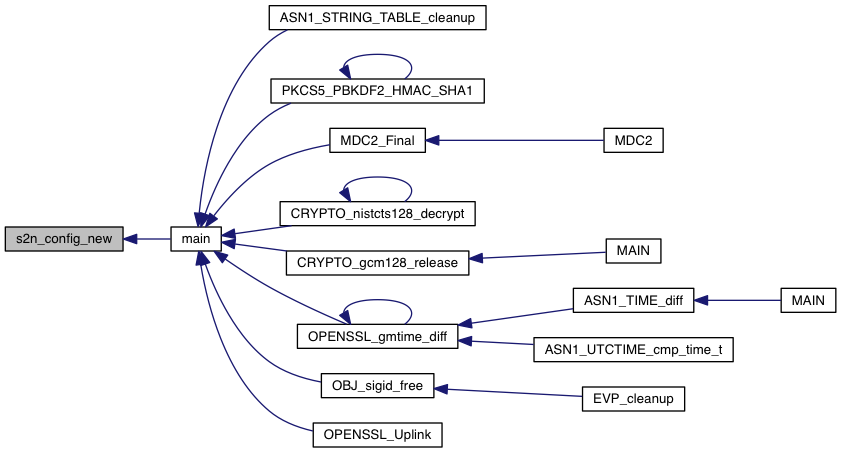 ASN1_STRING_TABLE_cleanup
PKCS5_PBKDF2_HMAC_SHA1
MDC2_Final
MDC2
CRYPTO_nistcts128_decrypt
s2n_config_new
main
CRYPTO_gcm128_release
MAIN
OPENSSL_gmtime_diff
ASN1_TIME_diff
MAIN
ASN1_UTCTIME_cmp_time_t
OBJ_sigid_free
EVP_cleanup
OPENSSL_Uplink